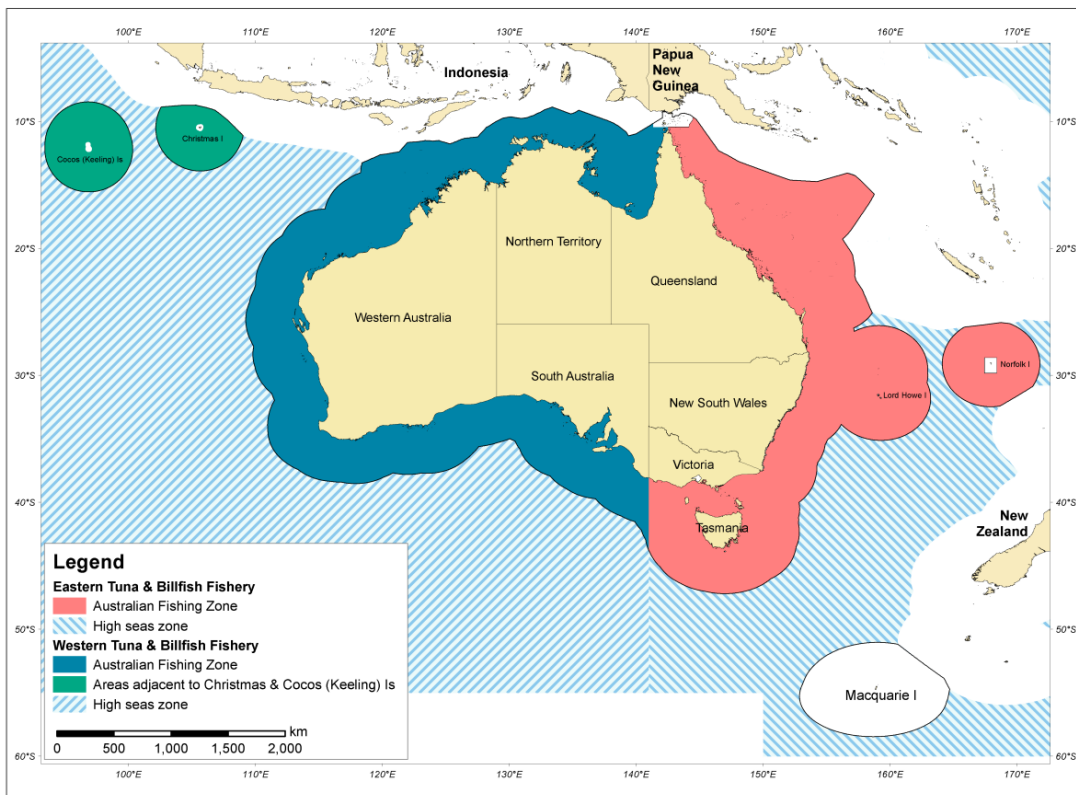 100°E 110°E 120°E 130°E 140°E 150°E 160°E 170°E
Indonesia
Papua
New
Guinea
10°S 10°S
Christmas I
Cocos (Keeling) Is
20°S 20°S
Northern Territory
Queensland
Western Australia
30°S 30°S
Norfolk I
South Australia
Lord Howe I
New South Wales
Victoria
40°S 40°S
New
Zealand
Tasmania
Legend
Eastern Tuna & Billfish Fishery
Australian Fishing Zone
High seas zone
50°S 50°S
Western Tuna & Billfish Fishery
Australian Fishing Zone
Areas adjacent to Christmas & Cocos (Keeling) Is
High seas zone
Macquarie I
km
0 500 1,000 1,500 2,000
60°S 60°S
100°E 110°E 120°E 130°E 140°E 150°E 160°E 170°E